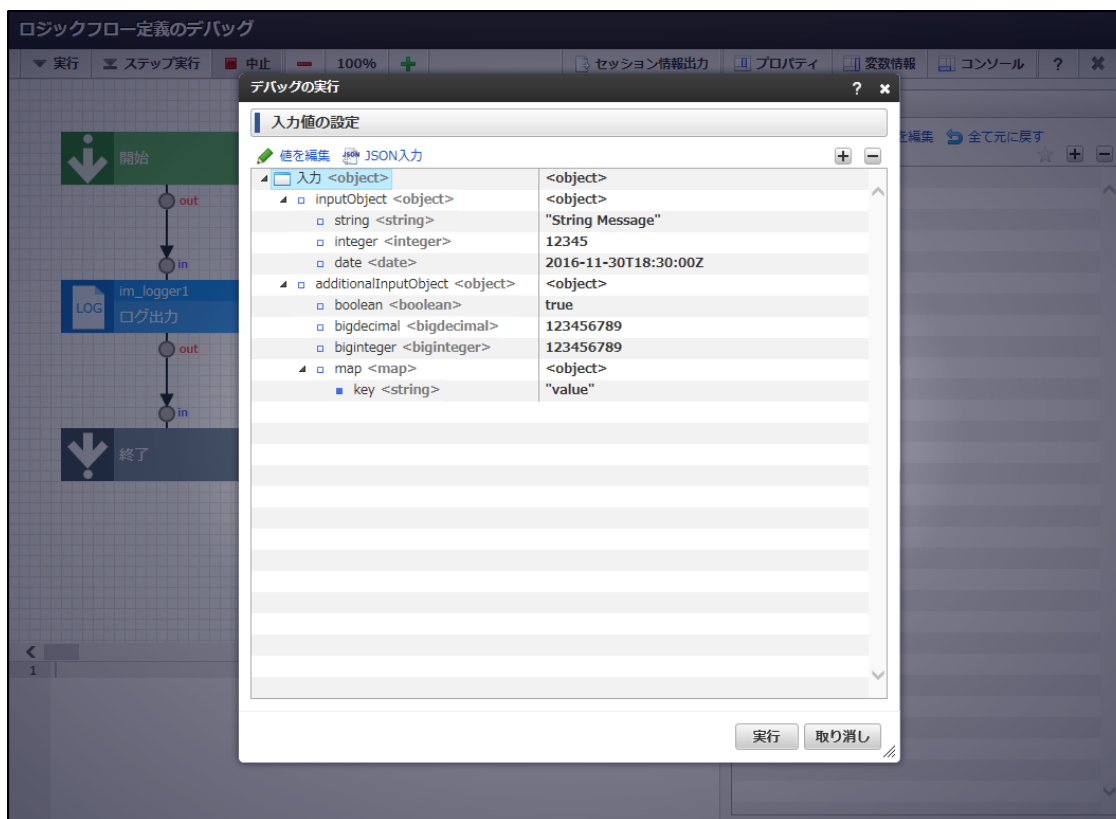 ロジックフロー定義のデバッグ
実行 ステップ実行 中止 100% セッション情報出力 プロパティ 変数情報 コンソール ?
デバッグの実行 ?
入力値の設定
値を編集 JSON入力
入力 <object> <object>
inputObject <object> <object>
string <string> "String Message"
integer <integer> 12345
date <date> 2016-11-30T18:30:00Z
additionalInputObject <object> <object>
boolean <boolean> true
bigdecimal <bigdecimal> 123456789
biginteger <biginteger> 123456789
map <map> <object>
key <string> "value"
実行 取り消し
開始
out
in
im_logger1
LOG ログ出力
out
in
終了
1
を編集 全て元に戻す